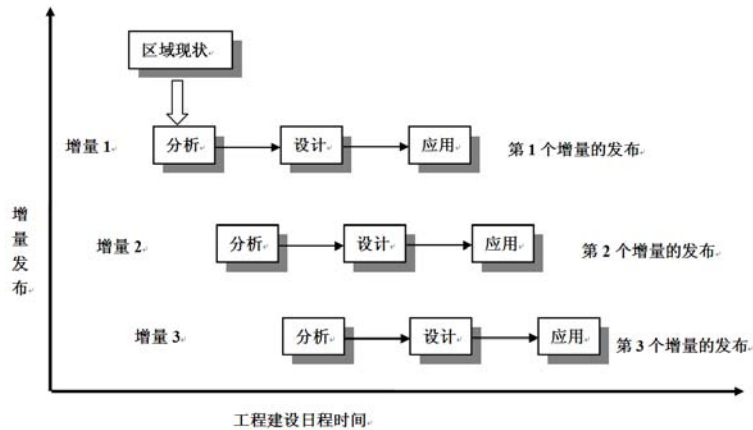 区域现状
增量 1
分析
设计
应用
第 1 个增量的发布
增量 2
分析
设计
应用
第 2 个增量的发布
增量 3
分析
设计
应用
第 3 个增量的发布
增
量
发
布
工程建设日程时间